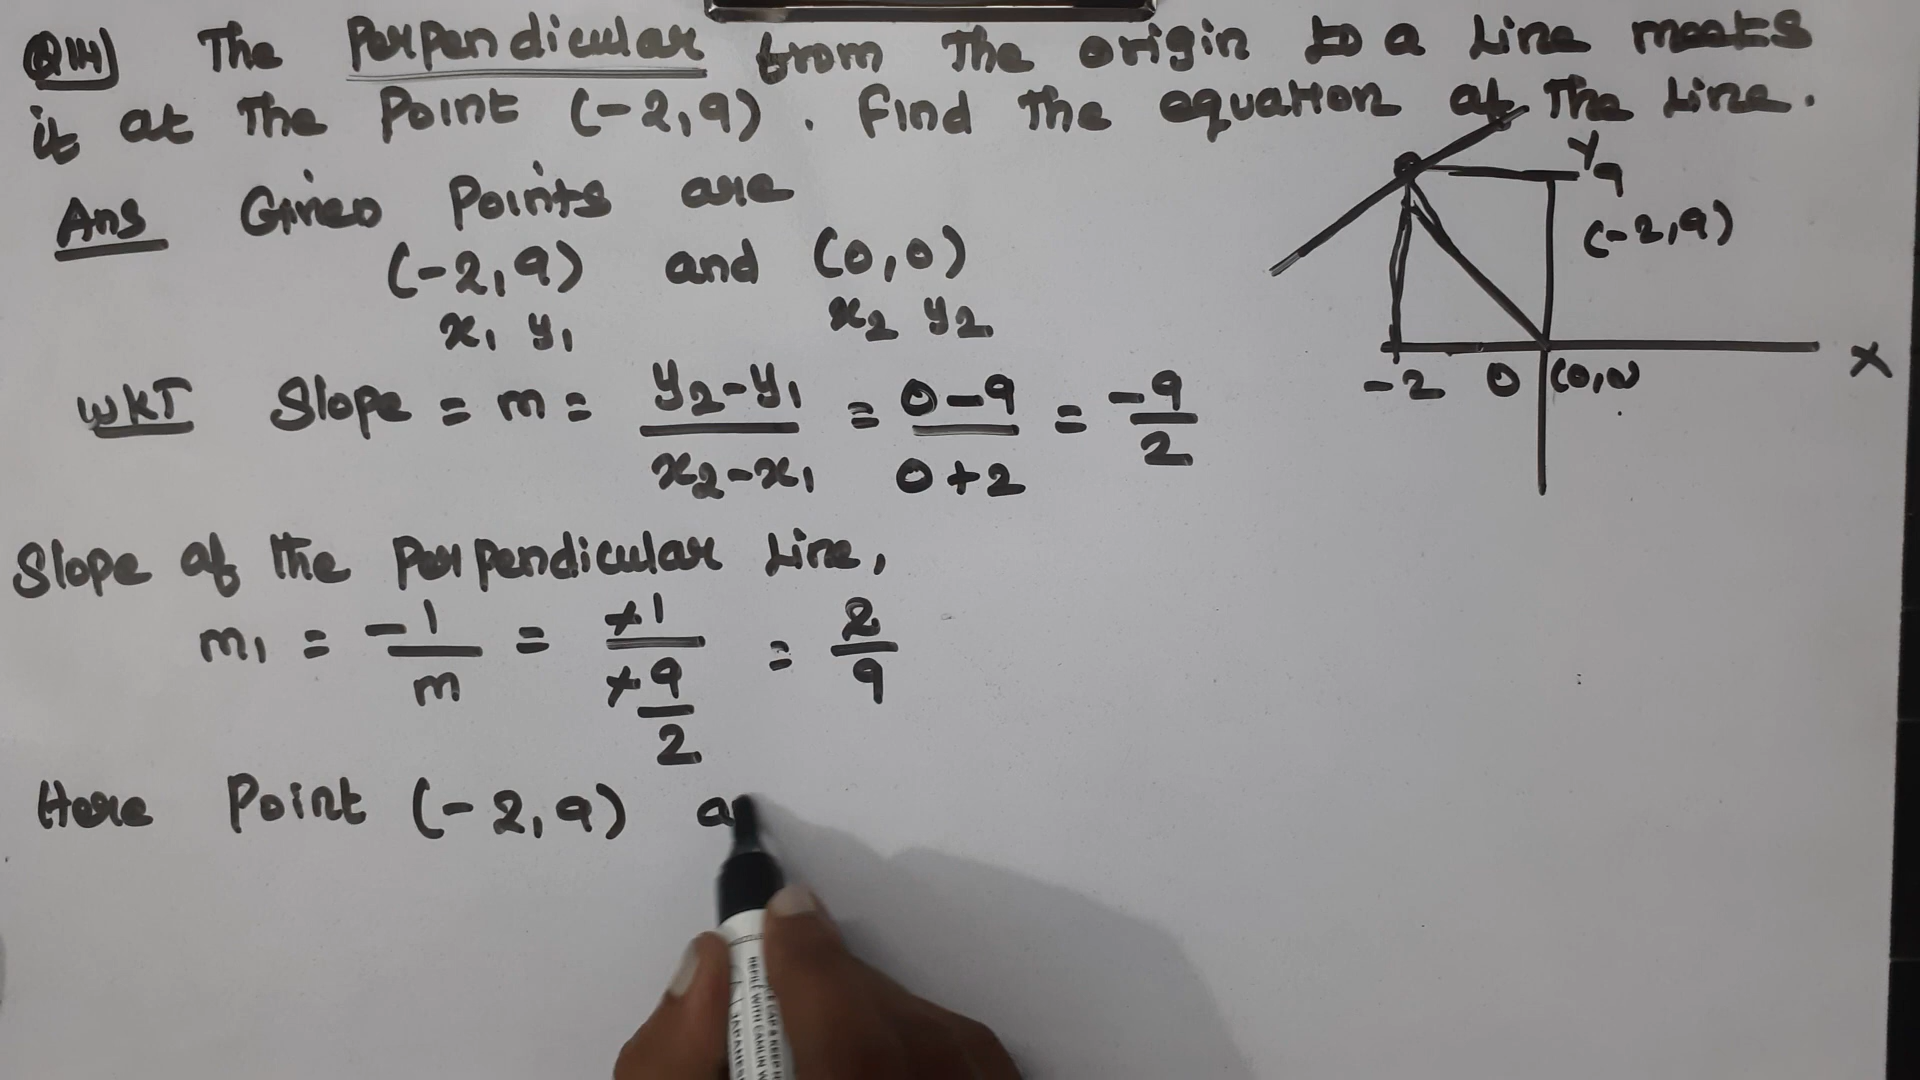 Q14) The Perpendicular from the origin to a Line meets
it at the Point (-2,9). Find the equation of the Line.
Ans Given Points are
(-2,9) and (0,0)
x₁ y₁ x₂ y₂
WKT Slope = m = y₂-y₁/x₂-x₁ = 0-9/0+2 = -9/2
Slope of the Perpendicular Line,
m₁ = -1/m = -1/-9/2 = 2/9
Here Point (-2,9) a
Y
9
(-2,9)
-2 0 (0,0) X